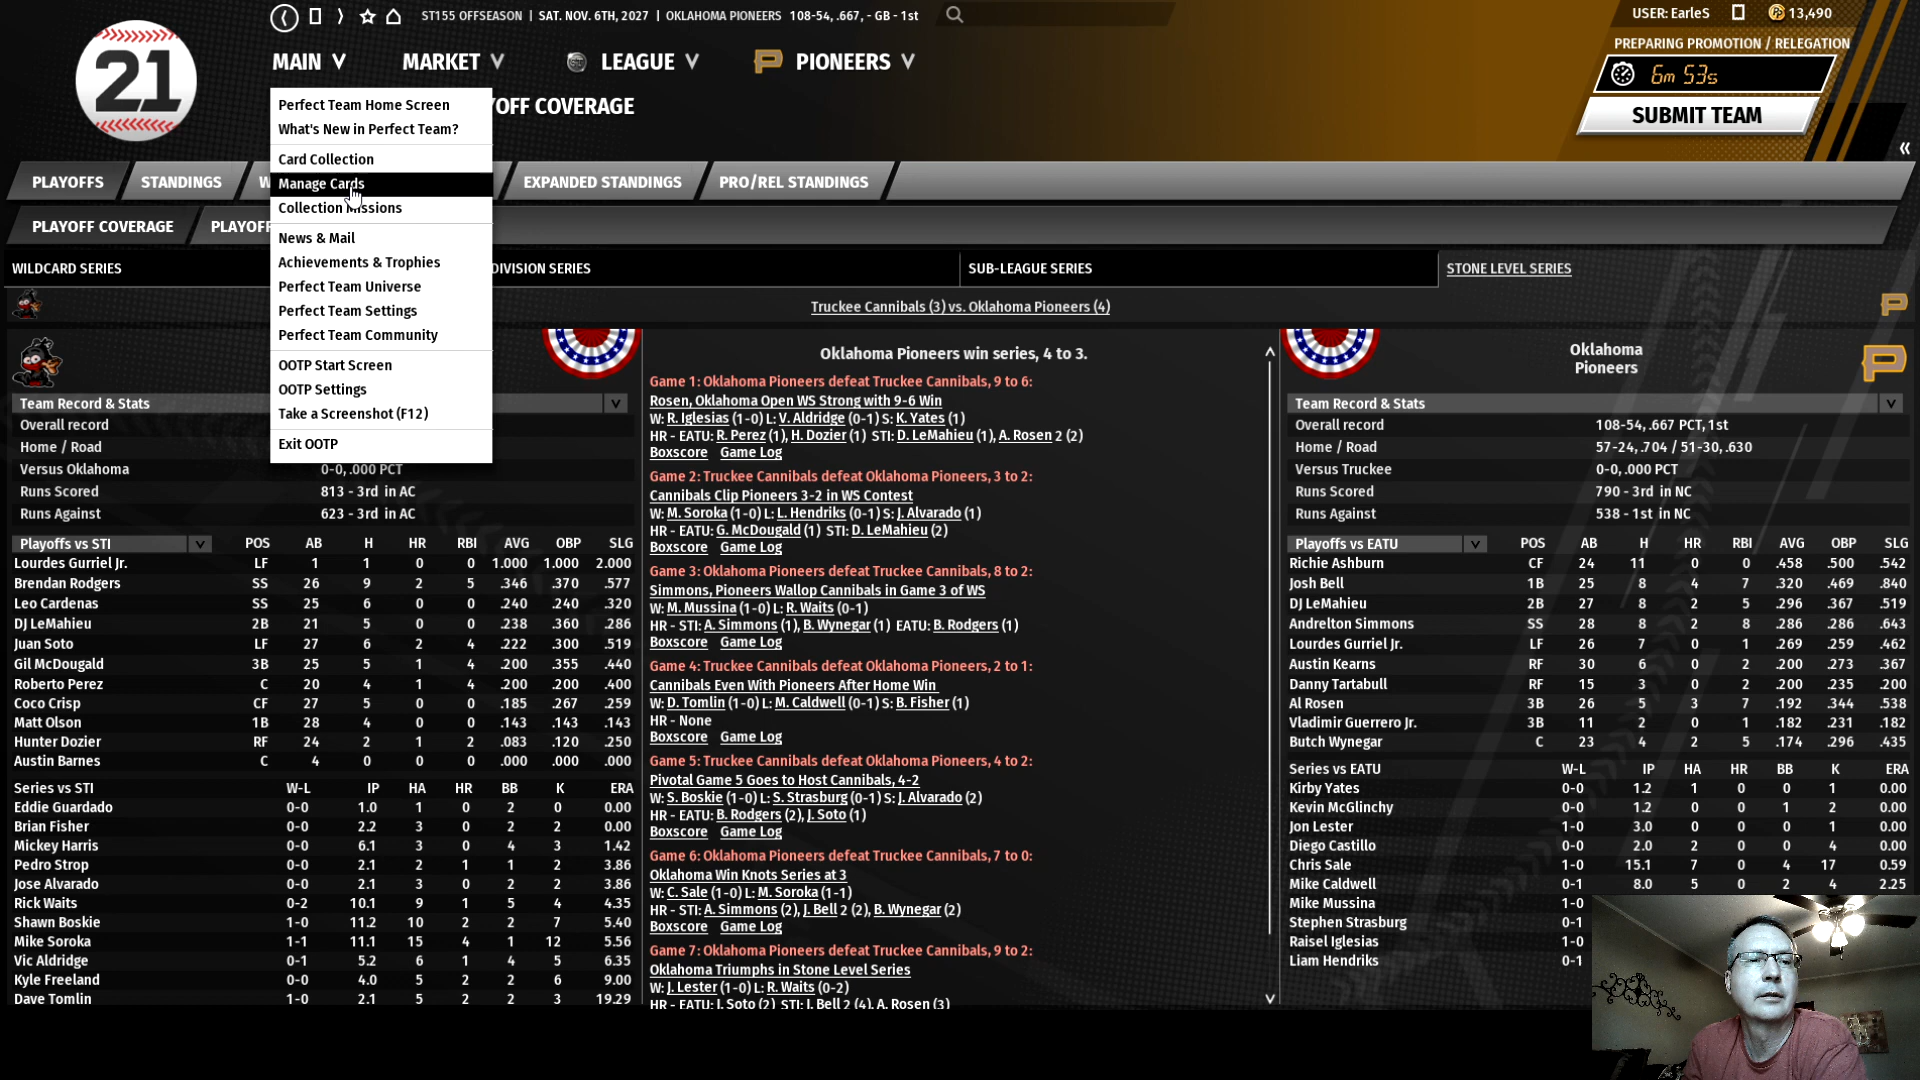 ST155 OFFSEASON | SAT. NOV. 6TH, 2027 | OKLAHOMA PIONEERS 108-54, .667, - GB - 1st
USER: EarleS 13,490
21
MAIN MARKET LEAGUE PIONEERS
PREPARING PROMOTION / RELEGATION
6m 53s
SUBMIT TEAM
YOFF COVERAGE
Perfect Team Home Screen
What's New in Perfect Team?
Card Collection
Manage Cards
Collection Missions
News & Mail
Achievements & Trophies
Perfect Team Universe
Perfect Team Settings
Perfect Team Community
OOTP Start Screen
OOTP Settings
Take a Screenshot (F12)
Exit OOTP
PLAYOFFS STANDINGS W EXPANDED STANDINGS PRO/REL STANDINGS
PLAYOFF COVERAGE PLAYOF
WILDCARD SERIES DIVISION SERIES SUB-LEAGUE SERIES STONE LEVEL SERIES
Truckee Cannibals (3) vs. Oklahoma Pioneers (4)
Team Record & Stats
Overall record
Home / Road
Versus Oklahoma 0-0, .000 PCT
Runs Scored 813 - 3rd in AC
Runs Against 623 - 3rd in AC
Playoffs vs STI POS AB H HR RBI AVG OBP SLG
Lourdes Gurriel Jr. LF 1 1 0 0 1.000 1.000 2.000
Brendan Rodgers SS 26 9 2 5 .346 .370 .577
Leo Cardenas SS 25 6 0 0 .240 .240 .320
DJ LeMahieu 2B 21 5 0 0 .238 .360 .286
Juan Soto LF 27 6 2 4 .222 .300 .519
Gil McDougald 3B 25 5 1 4 .200 .355 .440
Roberto Perez C 20 4 1 4 .200 .200 .400
Coco Crisp CF 27 5 0 0 .185 .267 .259
Matt Olson 1B 28 4 0 0 .143 .143 .143
Hunter Dozier RF 24 2 1 2 .083 .120 .250
Austin Barnes C 4 0 0 0 .000 .000 .000
Series vs STI W-L IP HA HR BB K ERA
Eddie Guardado 0-0 1.0 1 0 2 0 0.00
Brian Fisher 0-0 2.2 3 0 2 2 0.00
Mickey Harris 0-0 6.1 3 0 4 3 1.42
Pedro Strop 0-0 2.1 2 1 1 2 3.86
Jose Alvarado 0-0 2.1 3 0 2 2 3.86
Rick Waits 0-2 10.1 9 1 5 4 4.35
Shawn Boskie 1-0 11.2 10 2 2 7 5.40
Mike Soroka 1-1 11.1 15 4 1 12 5.56
Vic Aldridge 0-1 5.2 6 1 4 5 6.35
Kyle Freeland 0-0 4.0 5 2 2 6 9.00
Dave Tomlin 1-0 2.1 5 2 2 3 19.29
Oklahoma Pioneers win series, 4 to 3.
Game 1: Oklahoma Pioneers defeat Truckee Cannibals, 9 to 6:
Rosen, Oklahoma Open WS Strong with 9-6 Win
W: R. Iglesias (1-0) L: V. Aldridge (0-1) S: K. Yates (1)
HR - EATU: R. Perez (1), H. Dozier (1) STI: D. LeMahieu (1), A. Rosen 2 (2)
Boxscore Game Log
Game 2: Truckee Cannibals defeat Oklahoma Pioneers, 3 to 2:
Cannibals Clip Pioneers 3-2 in WS Contest
W: M. Soroka (1-0) L: L. Hendriks (0-1) S: J. Alvarado (1)
HR - EATU: G. McDougald (1) STI: D. LeMahieu (2)
Boxscore Game Log
Game 3: Oklahoma Pioneers defeat Truckee Cannibals, 8 to 2:
Simmons, Pioneers Wallop Cannibals in Game 3 of WS
W: M. Mussina (1-0) L: R. Waits (0-1)
HR - STI: A. Simmons (1), B. Wynegar (1) EATU: B. Rodgers (1)
Boxscore Game Log
Game 4: Truckee Cannibals defeat Oklahoma Pioneers, 2 to 1:
Cannibals Even With Pioneers After Home Win
W: D. Tomlin (1-0) L: M. Caldwell (0-1) S: B. Fisher (1)
HR - None
Boxscore Game Log
Game 5: Truckee Cannibals defeat Oklahoma Pioneers, 4 to 2:
Pivotal Game 5 Goes to Host Cannibals, 4-2
W: S. Boskie (1-0) L: S. Strasburg (0-1) S: J. Alvarado (2)
HR - EATU: B. Rodgers (2), J. Soto (1)
Boxscore Game Log
Game 6: Oklahoma Pioneers defeat Truckee Cannibals, 7 to 0:
Oklahoma Win Knots Series at 3
W: C. Sale (1-0) L: M. Soroka (1-1)
HR - STI: A. Simmons (2), J. Bell 2 (2), B. Wynegar (2)
Boxscore Game Log
Game 7: Oklahoma Pioneers defeat Truckee Cannibals, 9 to 2:
Oklahoma Triumphs in Stone Level Series
W: J. Lester (1-0) L: R. Waits (0-2)
HR - EATU: J. Soto (2) STI: J. Bell 2 (4), A. Rosen (3)
Oklahoma
Pioneers
Team Record & Stats
Overall record 108-54, .667 PCT, 1st
Home / Road 57-24, .704 / 51-30, .630
Versus Truckee 0-0, .000 PCT
Runs Scored 790 - 3rd in NC
Runs Against 538 - 1st in NC
Playoffs vs EATU POS AB H HR RBI AVG OBP SLG
Richie Ashburn CF 24 11 0 0 .458 .500 .542
Josh Bell 1B 25 8 4 7 .320 .469 .840
DJ LeMahieu 2B 27 8 2 5 .296 .367 .519
Andrelton Simmons SS 28 8 2 8 .286 .286 .643
Lourdes Gurriel Jr. LF 26 7 0 1 .269 .259 .462
Austin Kearns RF 30 6 0 2 .200 .273 .367
Danny Tartabull RF 15 3 0 2 .200 .235 .200
Al Rosen 3B 26 5 3 7 .192 .344 .538
Vladimir Guerrero Jr. 3B 11 2 0 1 .182 .231 .182
Butch Wynegar C 23 4 2 5 .174 .296 .435
Series vs EATU W-L IP HA HR BB K ERA
Kirby Yates 0-0 1.2 1 0 0 1 0.00
Kevin McGlinchy 0-0 1.2 0 0 1 2 0.00
Jon Lester 1-0 3.0 0 0 0 1 0.00
Diego Castillo 0-0 2.0 2 0 0 4 0.00
Chris Sale 1-0 15.1 7 0 4 17 0.59
Mike Caldwell 0-1 8.0 5 0 2 4 2.25
Mike Mussina 1-0
Stephen Strasburg 0-1
Raisel Iglesias 1-0
Liam Hendriks 0-1